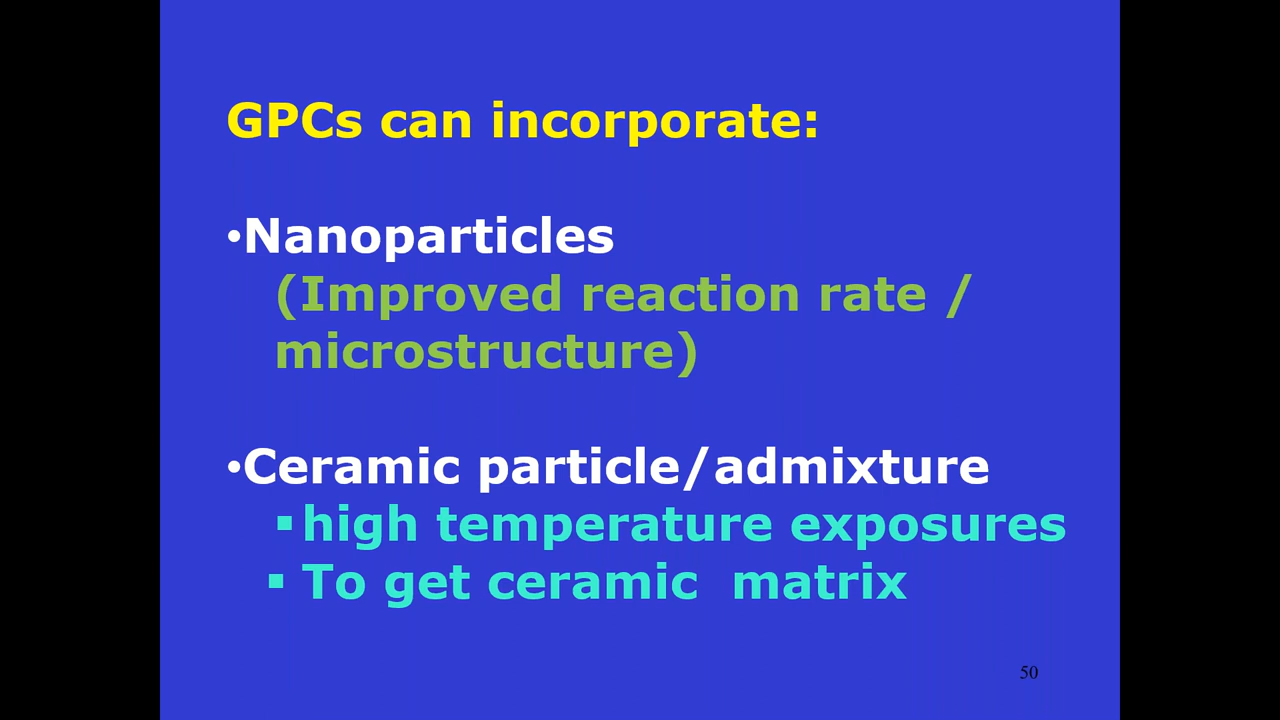 GPCs can incorporate:
•Nanoparticles
(Improved reaction rate /
microstructure)
•Ceramic particle/admixture
▪high temperature exposures
▪ To get ceramic  matrix
50